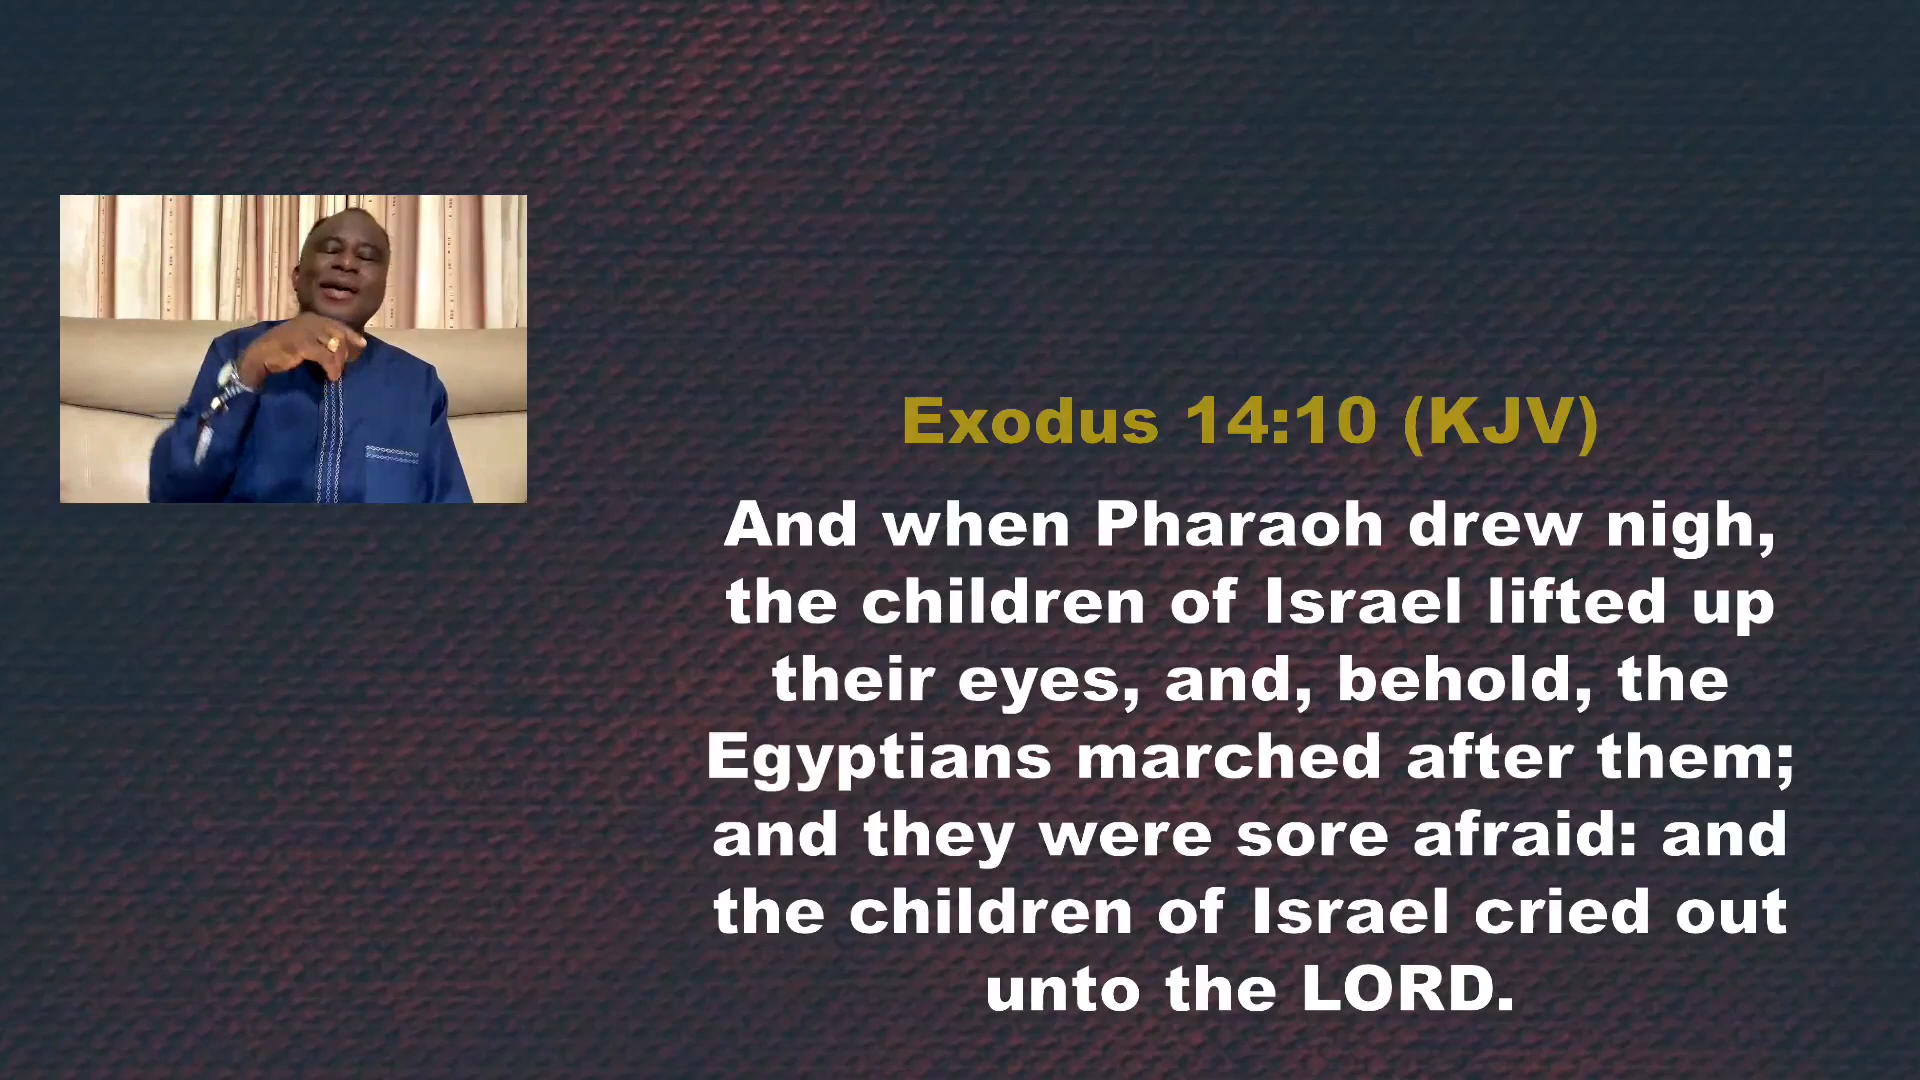 Exodus 14:10 (KJV)
And when Pharaoh drew nigh,
the children of Israel lifted up
their eyes, and, behold, the
Egyptians marched after them;
and they were sore afraid: and
the children of Israel cried out
unto the LORD.